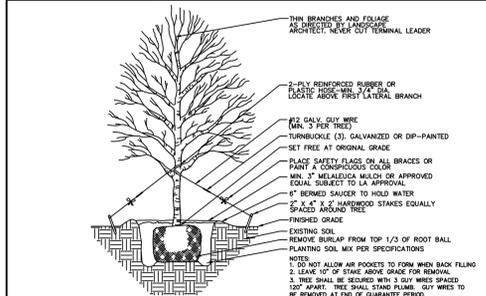 THIN BRANCHES AND FOLIAGE
AS DIRECTED BY LANDSCAPE
ARCHITECT. NEVER CUT TERMINAL LEADER
2-PLY REINFORCED RUBBER OR
PLASTIC HOSE-MIN. 3/4" DIA.
LOCATE ABOVE FIRST LATERAL BRANCH
#12 GALV. GUY WIRE
(MIN. 3 PER TREE)
TURNBUCKLE (3). GALVANIZED OR DIP-PAINTED
SET FREE AT ORIGINAL GRADE
PLACE SAFETY FLAGS ON ALL BRACES OR
PAINT A CONSPICUOUS COLOR
MIN. 3" MELALEUCA MULCH OR APPROVED
EQUAL SUBJECT TO LA APPROVAL
6" BERMED SAUCER TO HOLD WATER
2" X 4" X 2' HARDWOOD STAKES EQUALLY
SPACED AROUND TREE
FINISHED GRADE
EXISTING SOIL
REMOVE BURLAP FROM TOP 1/3 OF ROOT BALL
PLANTING SOIL MIX PER SPECIFICATIONS
NOTES:
1. DO NOT ALLOW AIR POCKETS TO FORM WHEN BACK FILLING
2. LEAVE 10" OF STAKE ABOVE GRADE FOR REMOVAL
3. TREE SHALL BE SECURED WITH 3 GUY WIRES SPACED
120° APART. TREE SHALL STAND PLUMB. GUY WIRES TO
BE REMOVED AT END OF GUARANTEE PERIOD